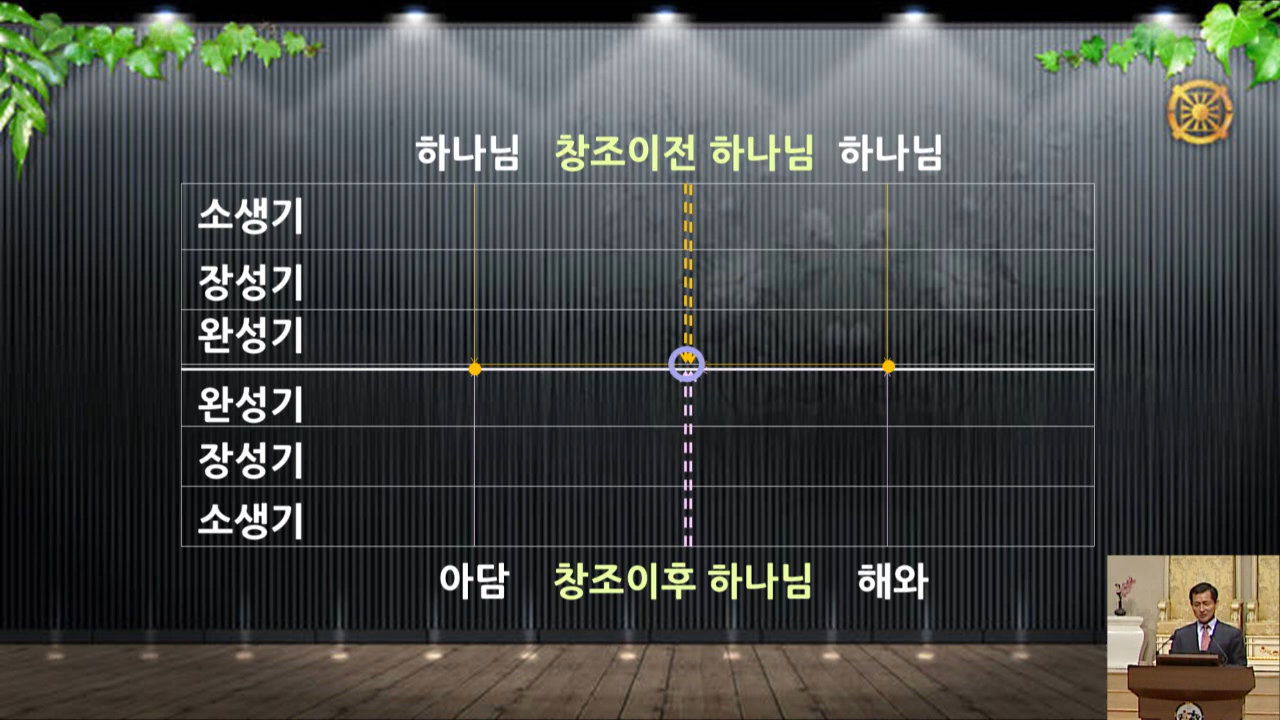 하나님 창조이전 하나님 하나님
소생기
장성기
완성기
완성기
장성기
소생기
아담 창조이후 하나님 해와